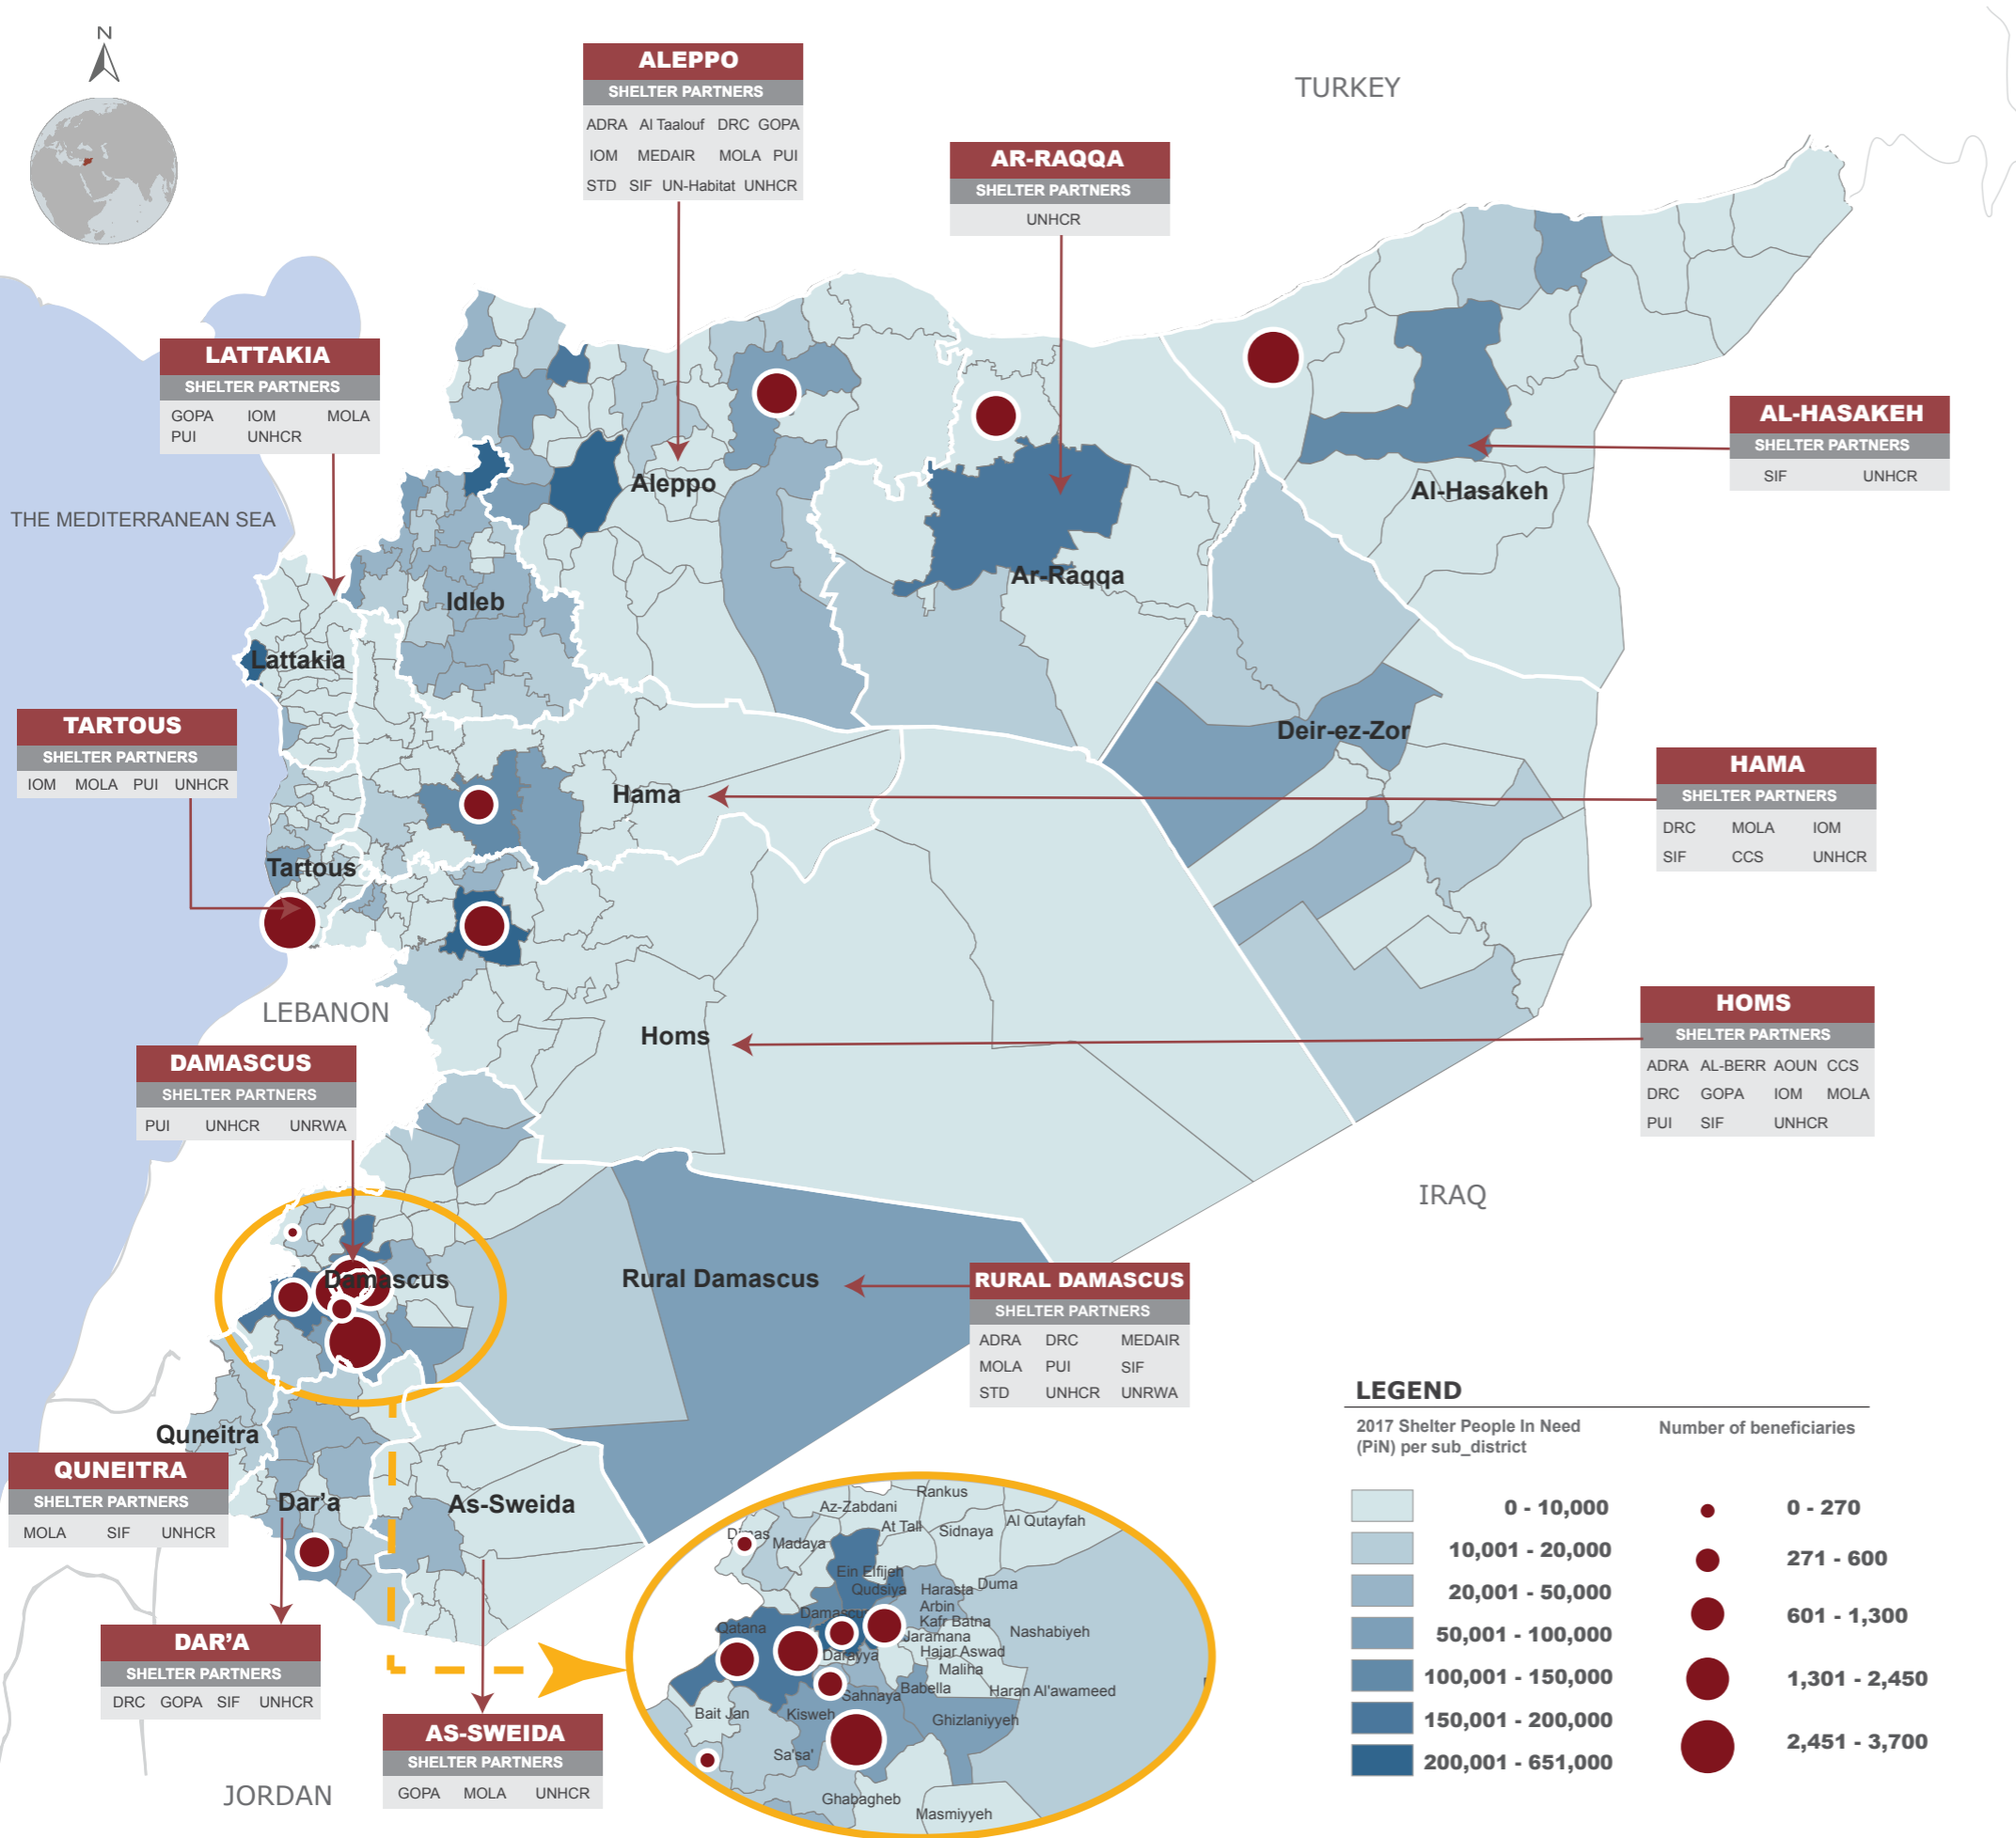 N
ALEPPO
SHELTER PARTNERS
ADRA Al Taalouf DRC GOPA
IOM MEDAIR MOLA PUI
STD SIF UN-Habitat UNHCR
TURKEY
AR-RAQQA
SHELTER PARTNERS
UNHCR
LATTAKIA
SHELTER PARTNERS
GOPA IOM MOLA
PUI UNHCR
AL-HASAKEH
SHELTER PARTNERS
SIF UNHCR
THE MEDITERRANEAN SEA
Aleppo
Al-Hasakeh
Ar-Raqqa
Idleb
Lattakia
TARTOUS
SHELTER PARTNERS
IOM MOLA PUI UNHCR
Deir-ez-Zor
Hama
HAMA
SHELTER PARTNERS
DRC MOLA IOM
SIF CCS UNHCR
Tartous
LEBANON
Homs
HOMS
SHELTER PARTNERS
ADRA AL-BERR AOUN CCS
DRC GOPA IOM MOLA
PUI SIF UNHCR
DAMASCUS
SHELTER PARTNERS
PUI UNHCR UNRWA
IRAQ
Damascus
Rural Damascus
RURAL DAMASCUS
SHELTER PARTNERS
ADRA DRC MEDAIR
MOLA PUI SIF
STD UNHCR UNRWA
Quneitra
QUNEITRA
SHELTER PARTNERS
MOLA SIF UNHCR
Dar'a
As-Sweida
DAR'A
SHELTER PARTNERS
DRC GOPA SIF UNHCR
AS-SWEIDA
SHELTER PARTNERS
GOPA MOLA UNHCR
JORDAN
Rankus
Az-Zabdani
Al Qutayfah
At Tall
Sidnaya
Dimas
Madaya
Ein Elfijeh
Duma
Qudsiya
Harasta
Arbin
Damascus
Kafr Batna
Qatana
Nashabiyeh
Jaramana
Hajar Aswad
Darayya
Maliha
Babella
Haran Al'awameed
Sahnaya
Bait Jan
Kisweh
Ghizlaniyyeh
Sa'sa'
Ghabagheb
Masmiyyeh
LEGEND
2017 Shelter People In Need
(PiN) per sub_district
0 - 10,000
10,001 - 20,000
20,001 - 50,000
50,001 - 100,000
100,001 - 150,000
150,001 - 200,000
200,001 - 651,000
Number of beneficiaries
0 - 270
271 - 600
601 - 1,300
1,301 - 2,450
2,451 - 3,700